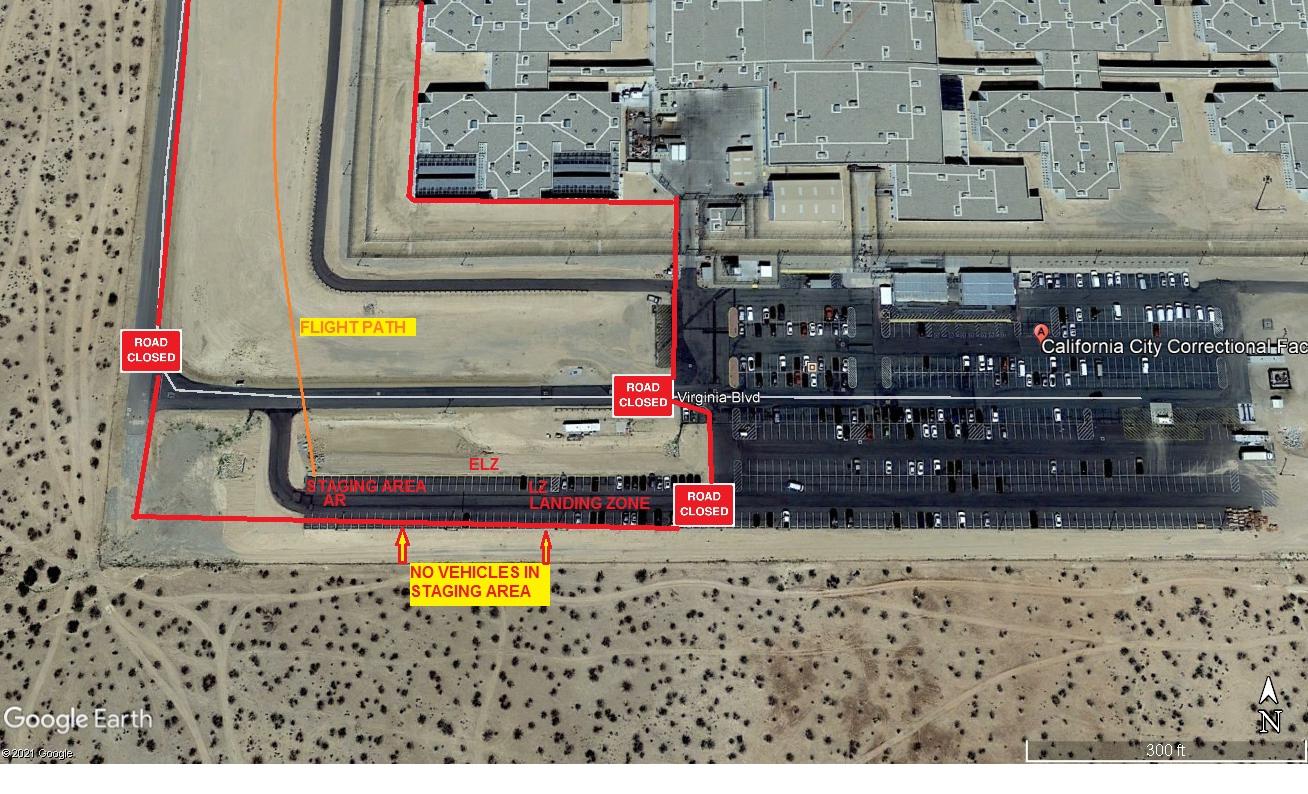 FLIGHT PATH
ROAD
CLOSED
A
California City Correctional Fac
ROAD
CLOSED
Virginia Blvd
ELZ
STAGING AREA
AR
LZ
LANDING ZONE
ROAD
CLOSED
NO VEHICLES IN
STAGING AREA
Google Earth
N
© 2021 Google
300 ft